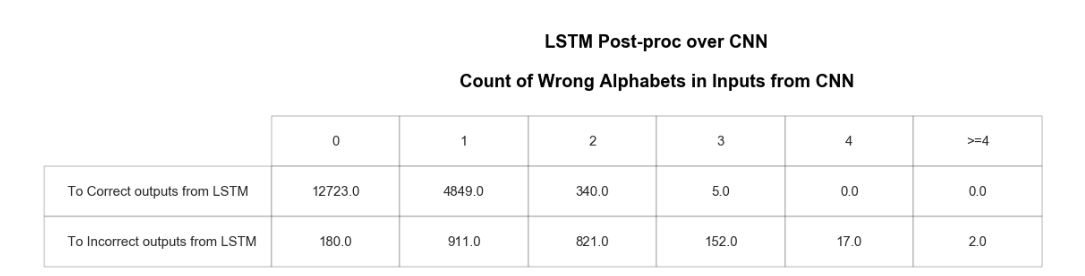 LSTM Post-proc over CNN
Count of Wrong Alphabets in Inputs from CNN
0 1 2 3 4 >=4
To Correct outputs from LSTM 12723.0 4849.0 340.0 5.0 0.0 0.0
To Incorrect outputs from LSTM 180.0 911.0 821.0 152.0 17.0 2.0